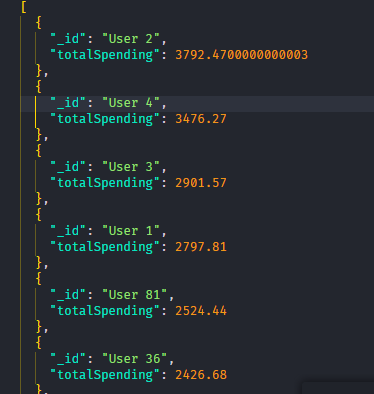 [
{
"_id": "User 2",
"totalSpending": 3792.4700000000003
},
{
"_id": "User 4",
"totalSpending": 3476.27
},
{
"_id": "User 3",
"totalSpending": 2901.57
},
{
"_id": "User 1",
"totalSpending": 2797.81
},
{
"_id": "User 81",
"totalSpending": 2524.44
},
{
"_id": "User 36",
"totalSpending": 2426.68
},